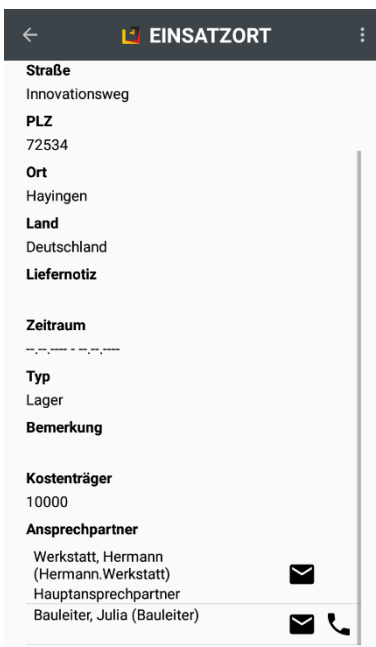 EINSATZORT
Straße
Innovationsweg
PLZ
72534
Ort
Hayingen
Land
Deutschland
Liefernotiz
Zeitraum
--.--.---- - --.--.----
Typ
Lager
Bemerkung
Kostenträger
10000
Ansprechpartner
Werkstatt, Hermann
(Hermann.Werkstatt)
Hauptansprechpartner
Bauleiter, Julia (Bauleiter)